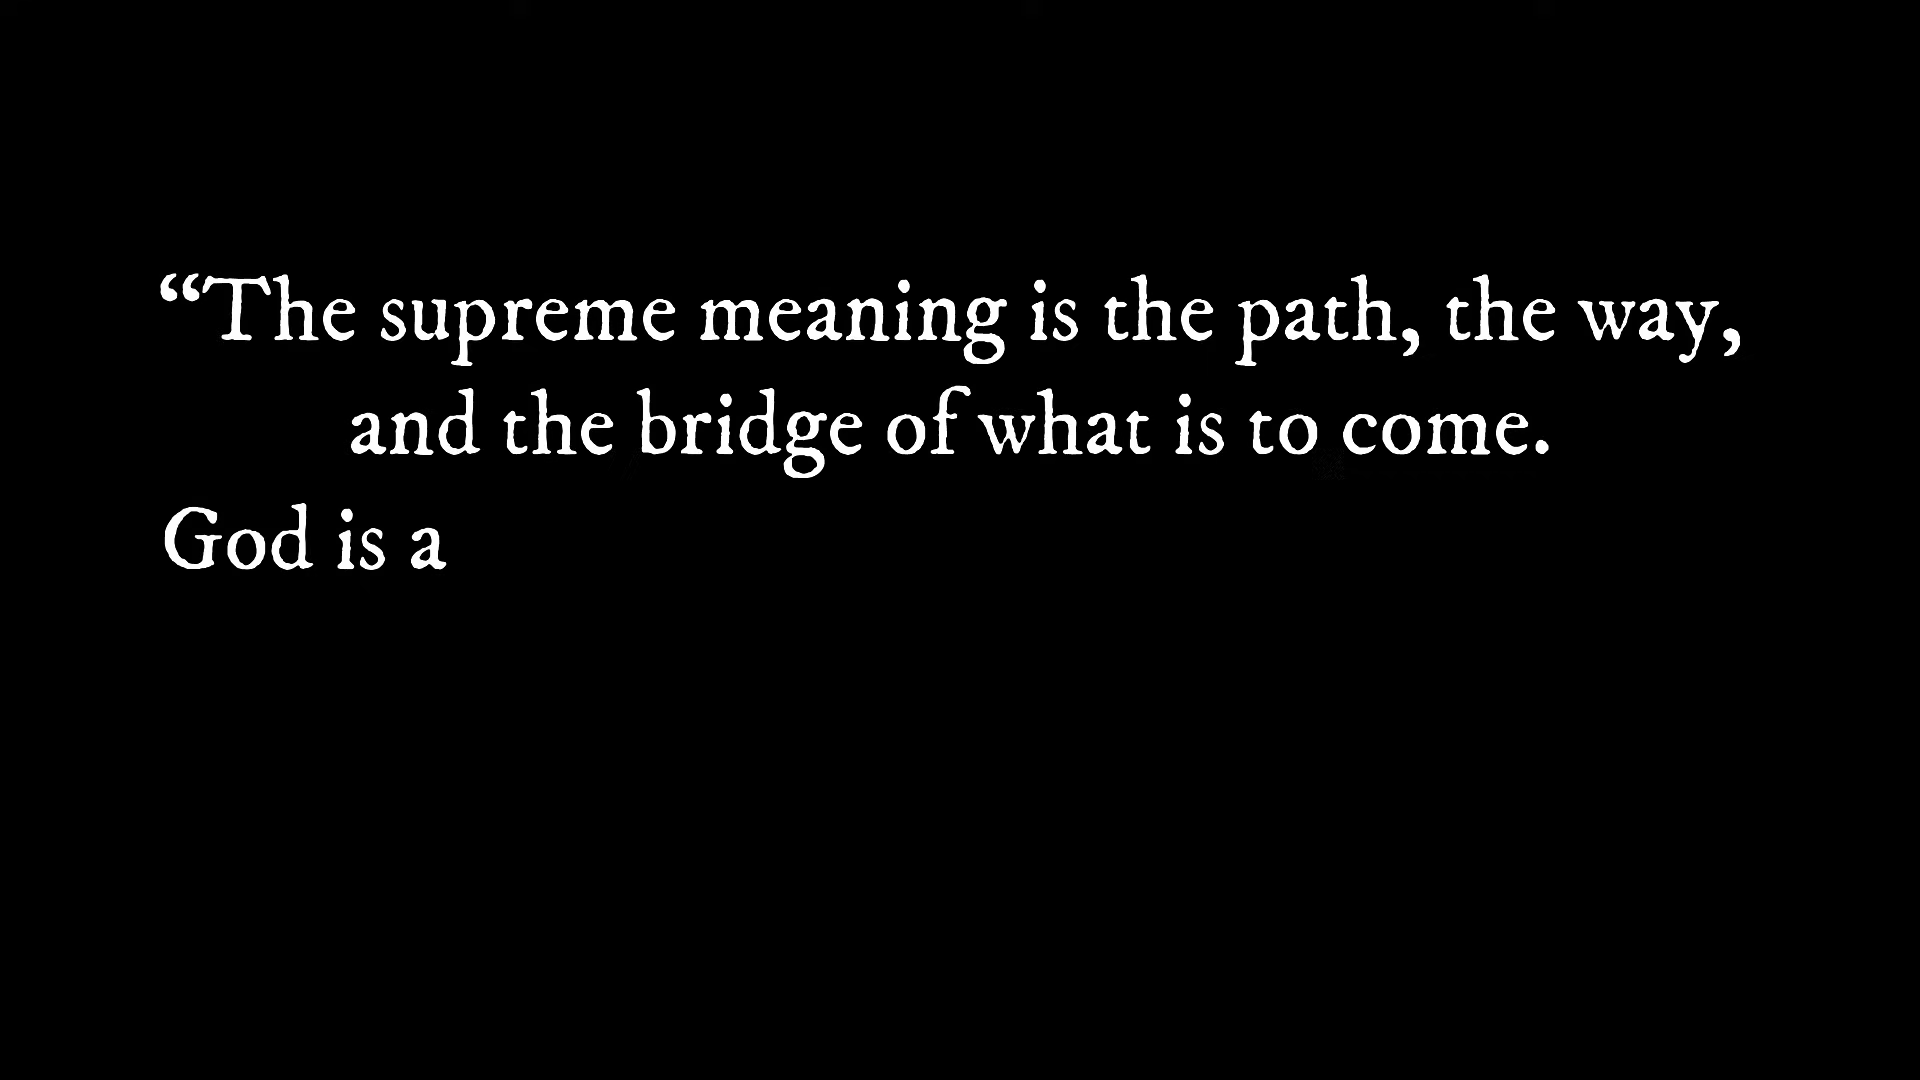 “The supreme meaning is the path, the way,
and the bridge of what is to come.
God is a